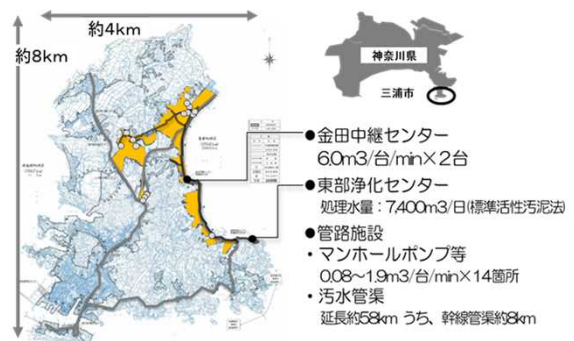 約4km
約8km
神奈川県
三浦市
●金田中継センター
6.0m3/台/min×2台
●東部浄化センター
処理水量：7,400m3/日(標準活性汚泥法)
●管路施設
・マンホールポンプ等
0.08～1.9m3/台/min×14箇所
・汚水管渠
延長約58km うち、幹線管渠約8km